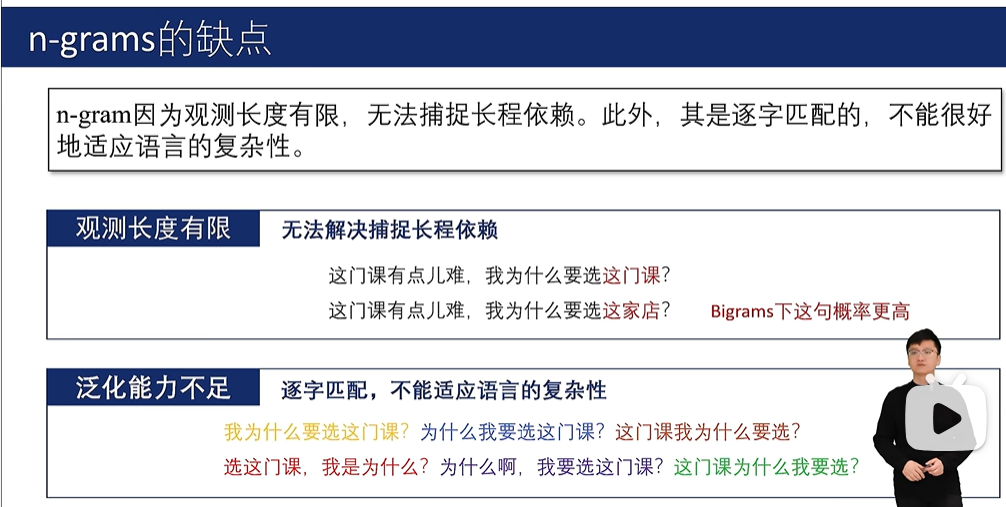 n-grams的缺点
n-gram因为观测长度有限，无法捕捉长程依赖。此外，其是逐字匹配的，不能很好
地适应语言的复杂性。
观测长度有限
无法解决捕捉长程依赖
这门课有点儿难，我为什么要选这门课？
这门课有点儿难，我为什么要选这家店？ Bigrams下这句概率更高
泛化能力不足
逐字匹配，不能适应语言的复杂性
我为什么要选这门课？为什么我要选这门课？这门课我为什么要选？
选这门课，我是为什么？为什么啊，我要选这门课？这门课为什么我要选？